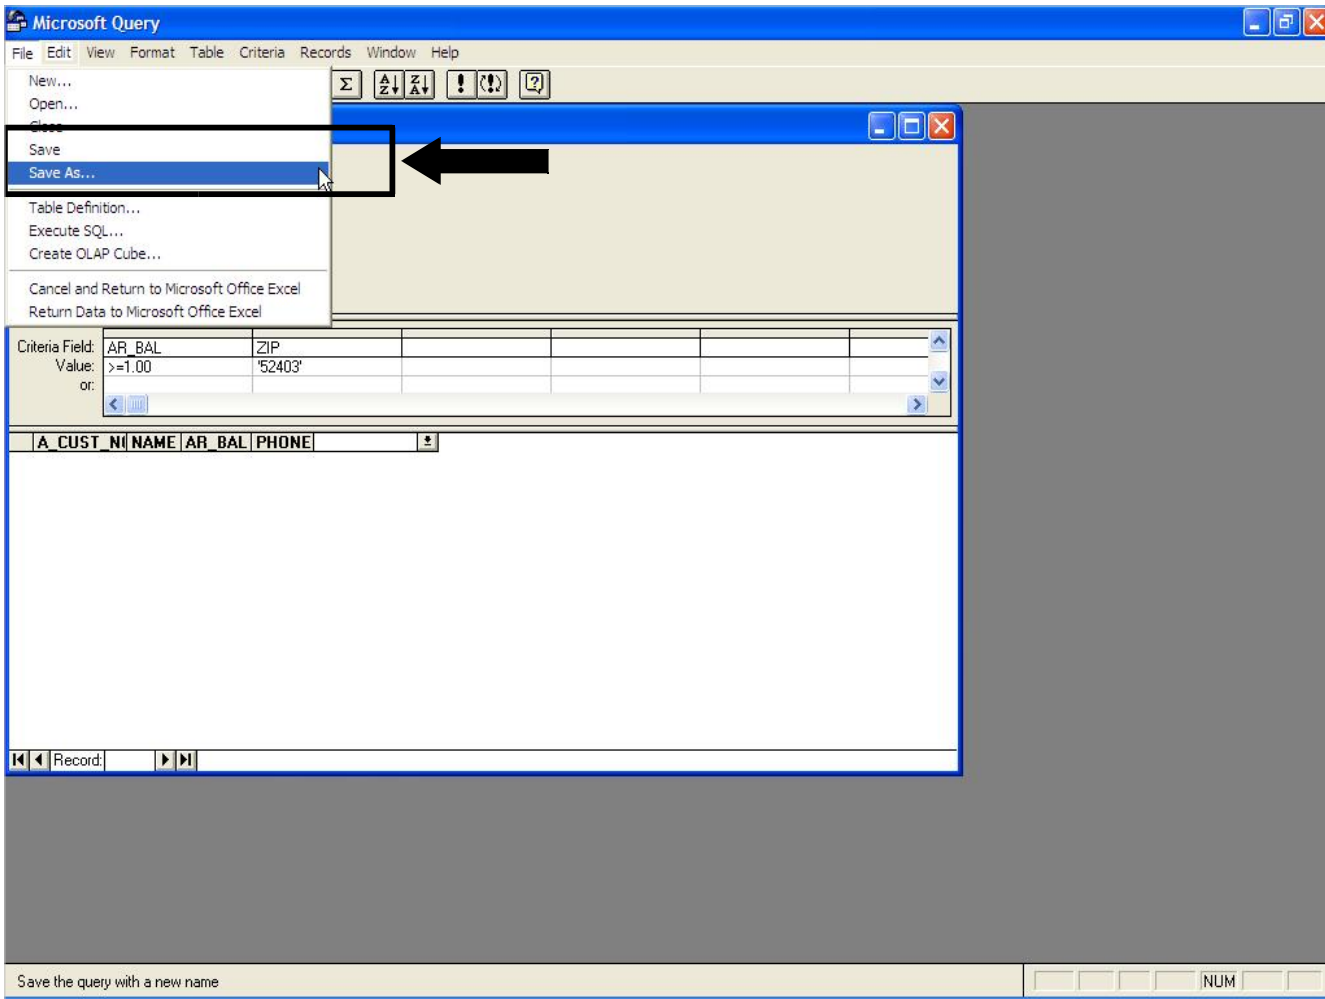 Microsoft Query
File Edit View Format Table Criteria Records Window Help
New...
Open...
Close
Save
Save As...
Table Definition...
Execute SQL...
Create OLAP Cube...
Cancel and Return to Microsoft Office Excel
Return Data to Microsoft Office Excel
Criteria Field: AR_BAL ZIP
Value: >=1.00 '52403'
or:
A_CUST_N NAME AR_BAL PHONE
Record:
Save the query with a new name NUM